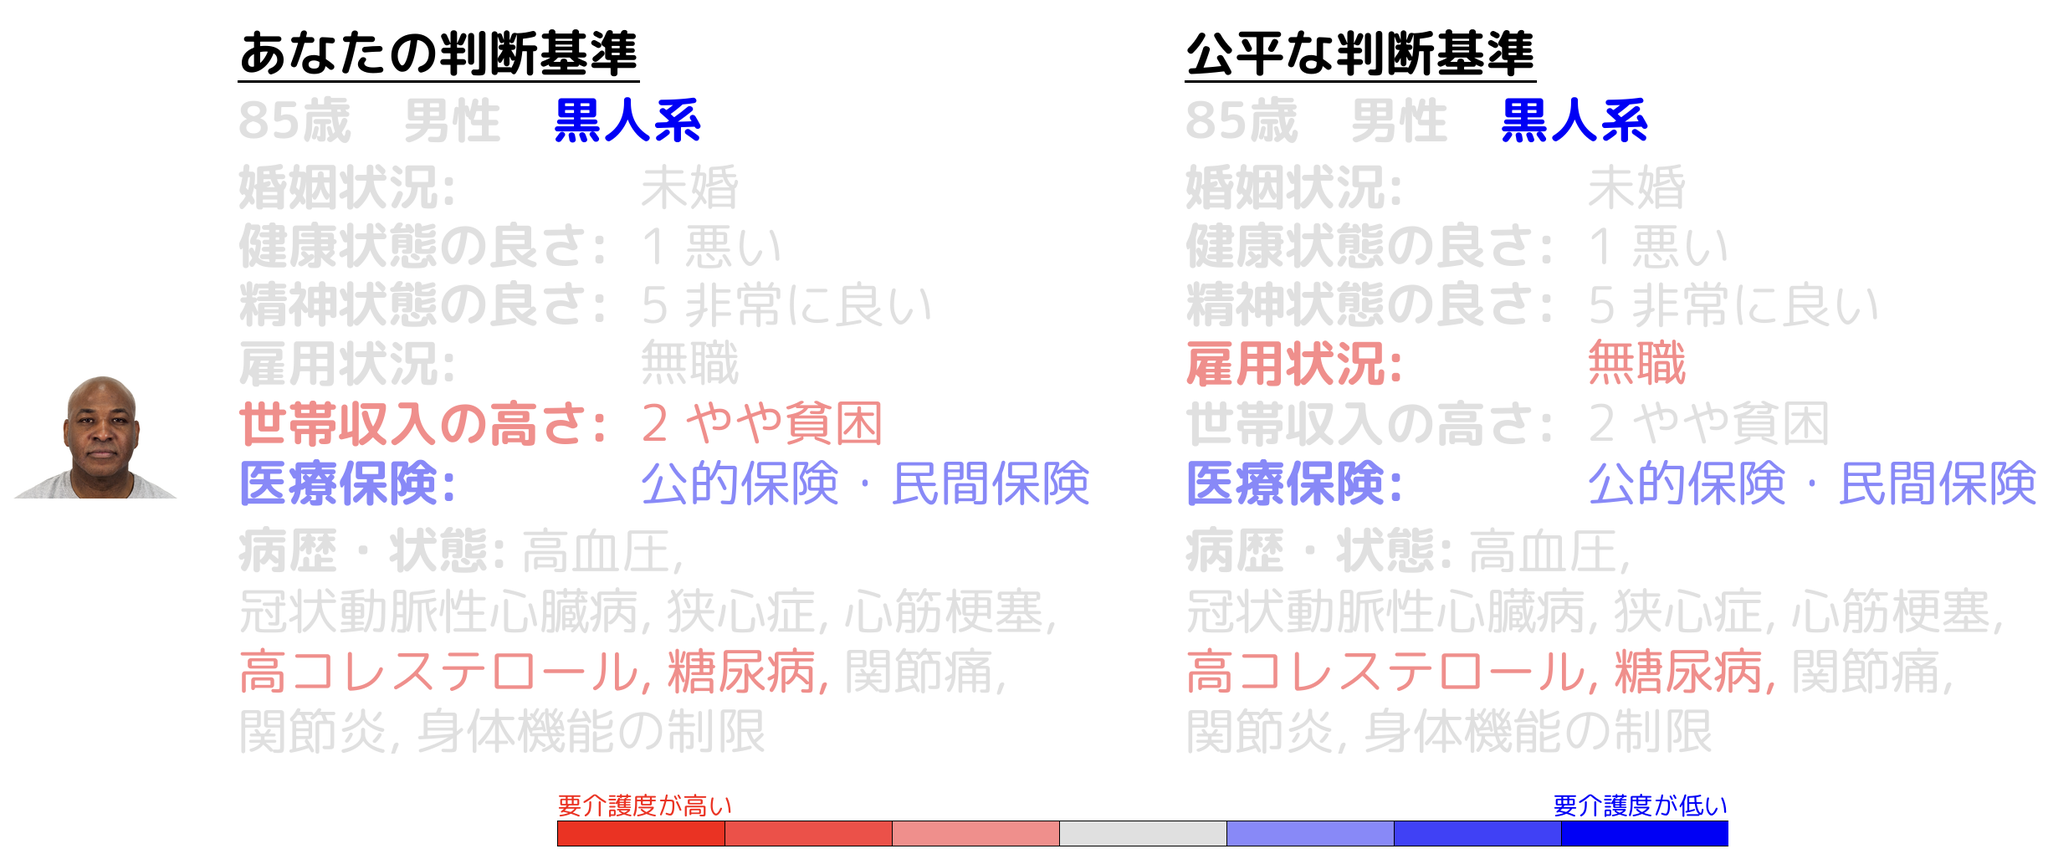 あなたの判断基準
85歳 男性 黒人系
婚姻状況: 未婚
健康状態の良さ: 1 悪い
精神状態の良さ: 5 非常に良い
雇用状況: 無職
世帯収入の高さ: 2 やや貧困
医療保険: 公的保険・民間保険
病歴・状態: 高血圧,
冠状動脈性心臓病, 狭心症, 心筋梗塞,
高コレステロール, 糖尿病, 関節痛,
関節炎, 身体機能の制限
公平な判断基準
85歳 男性 黒人系
婚姻状況: 未婚
健康状態の良さ: 1 悪い
精神状態の良さ: 5 非常に良い
雇用状況: 無職
世帯収入の高さ: 2 やや貧困
医療保険: 公的保険・民間保険
病歴・状態: 高血圧,
冠状動脈性心臓病, 狭心症, 心筋梗塞,
高コレステロール, 糖尿病, 関節痛,
関節炎, 身体機能の制限
要介護度が高い
要介護度が低い